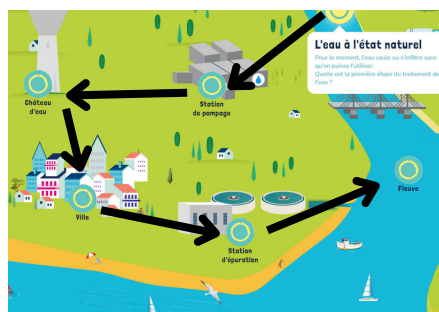 L'eau à l'état naturel
Pour le moment, l'eau coule ou s'infiltre sans
qu'on puisse l'utiliser.
Quelle est la première étape du traitement de
l'eau ?
Château
d'eau
Station
de pompage
Fleuve
Ville
Station
d'épuration